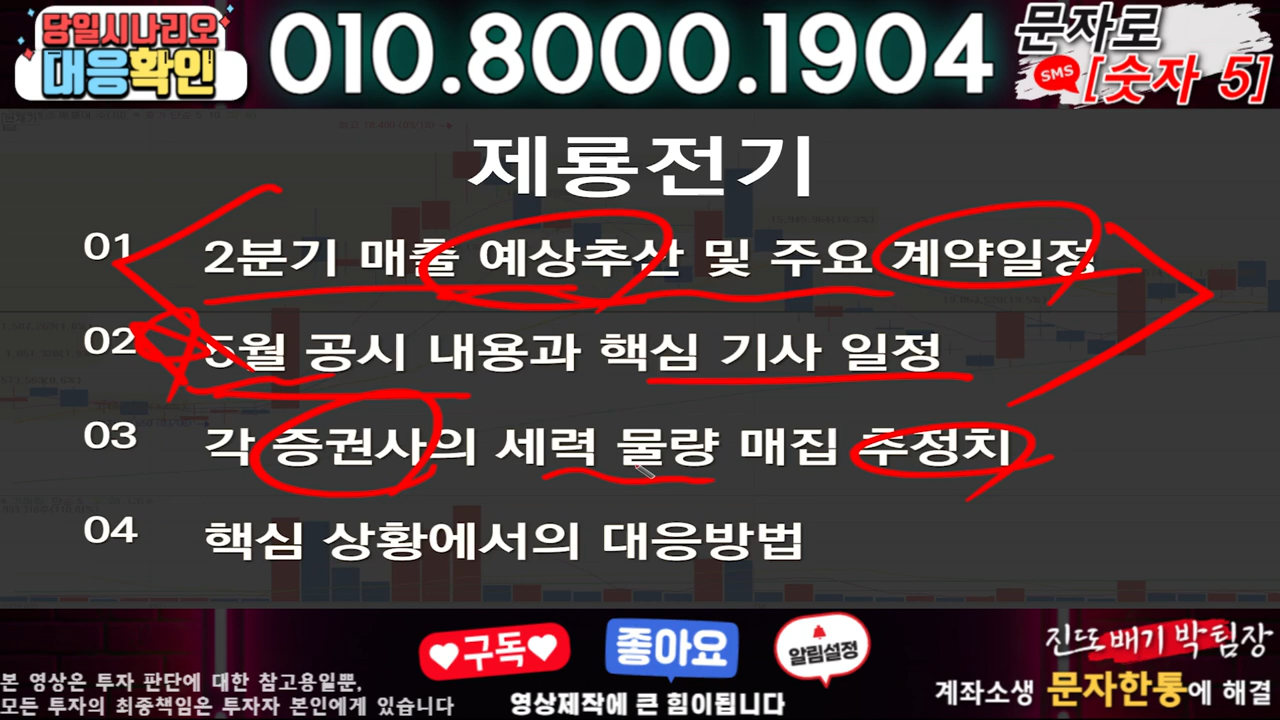 당일시나리오
대응확인
010.8000.1904
문자로
SMS
[숫자 5]
제룡전기
01 2분기 매출 예상추산 및 주요 계약일정
02 5월 공시 내용과 핵심 기사 일정
03 각 증권사의 세력 물량 매집 추정치
04 핵심 상황에서의 대응방법
구독
좋아요
알림설정
영상제작에 큰 힘이됩니다
본 영상은 투자 판단에 대한 참고용일뿐,
모든 투자의 최종책임은 투자자 본인에게 있습니다
진또배기 박팀장
계좌소생 문자한통에 해결